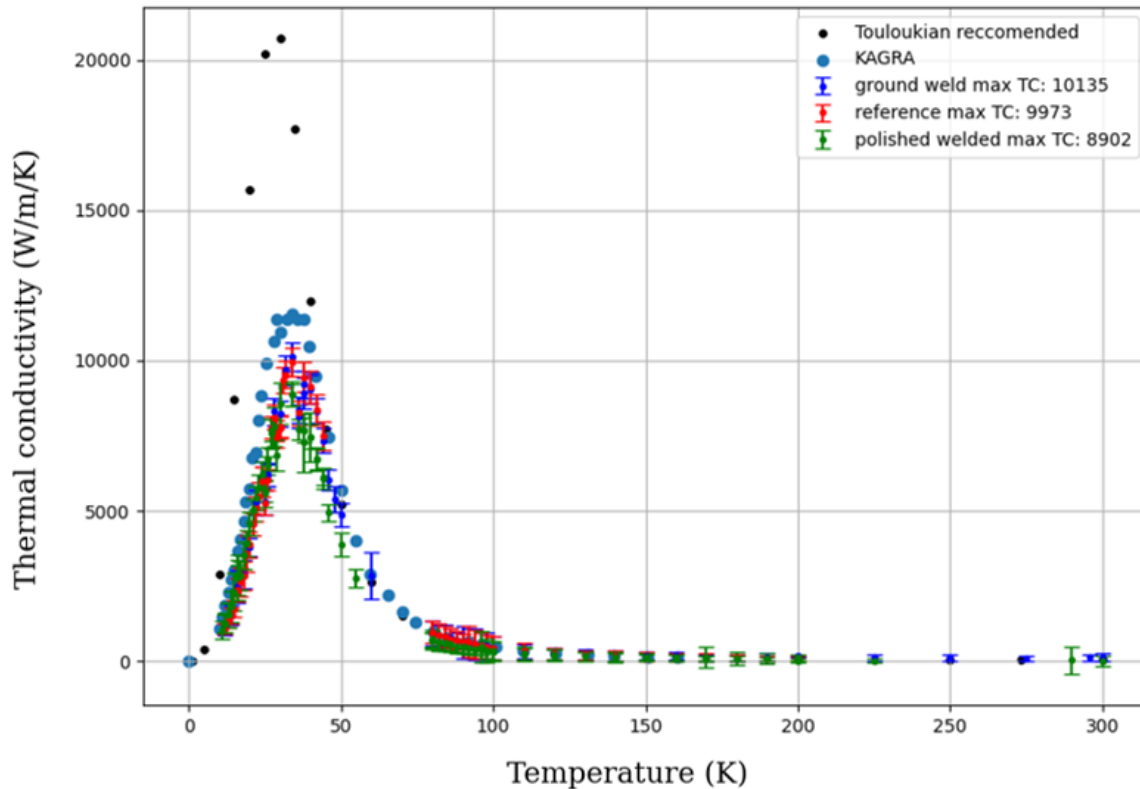 Touloukian reccomended
KAGRA
ground weld max TC: 10135
reference max TC: 9973
polished welded max TC: 8902
Thermal conductivity (W/m/K)
20000
15000
10000
5000
0
0 50 100 150 200 250 300
Temperature (K)